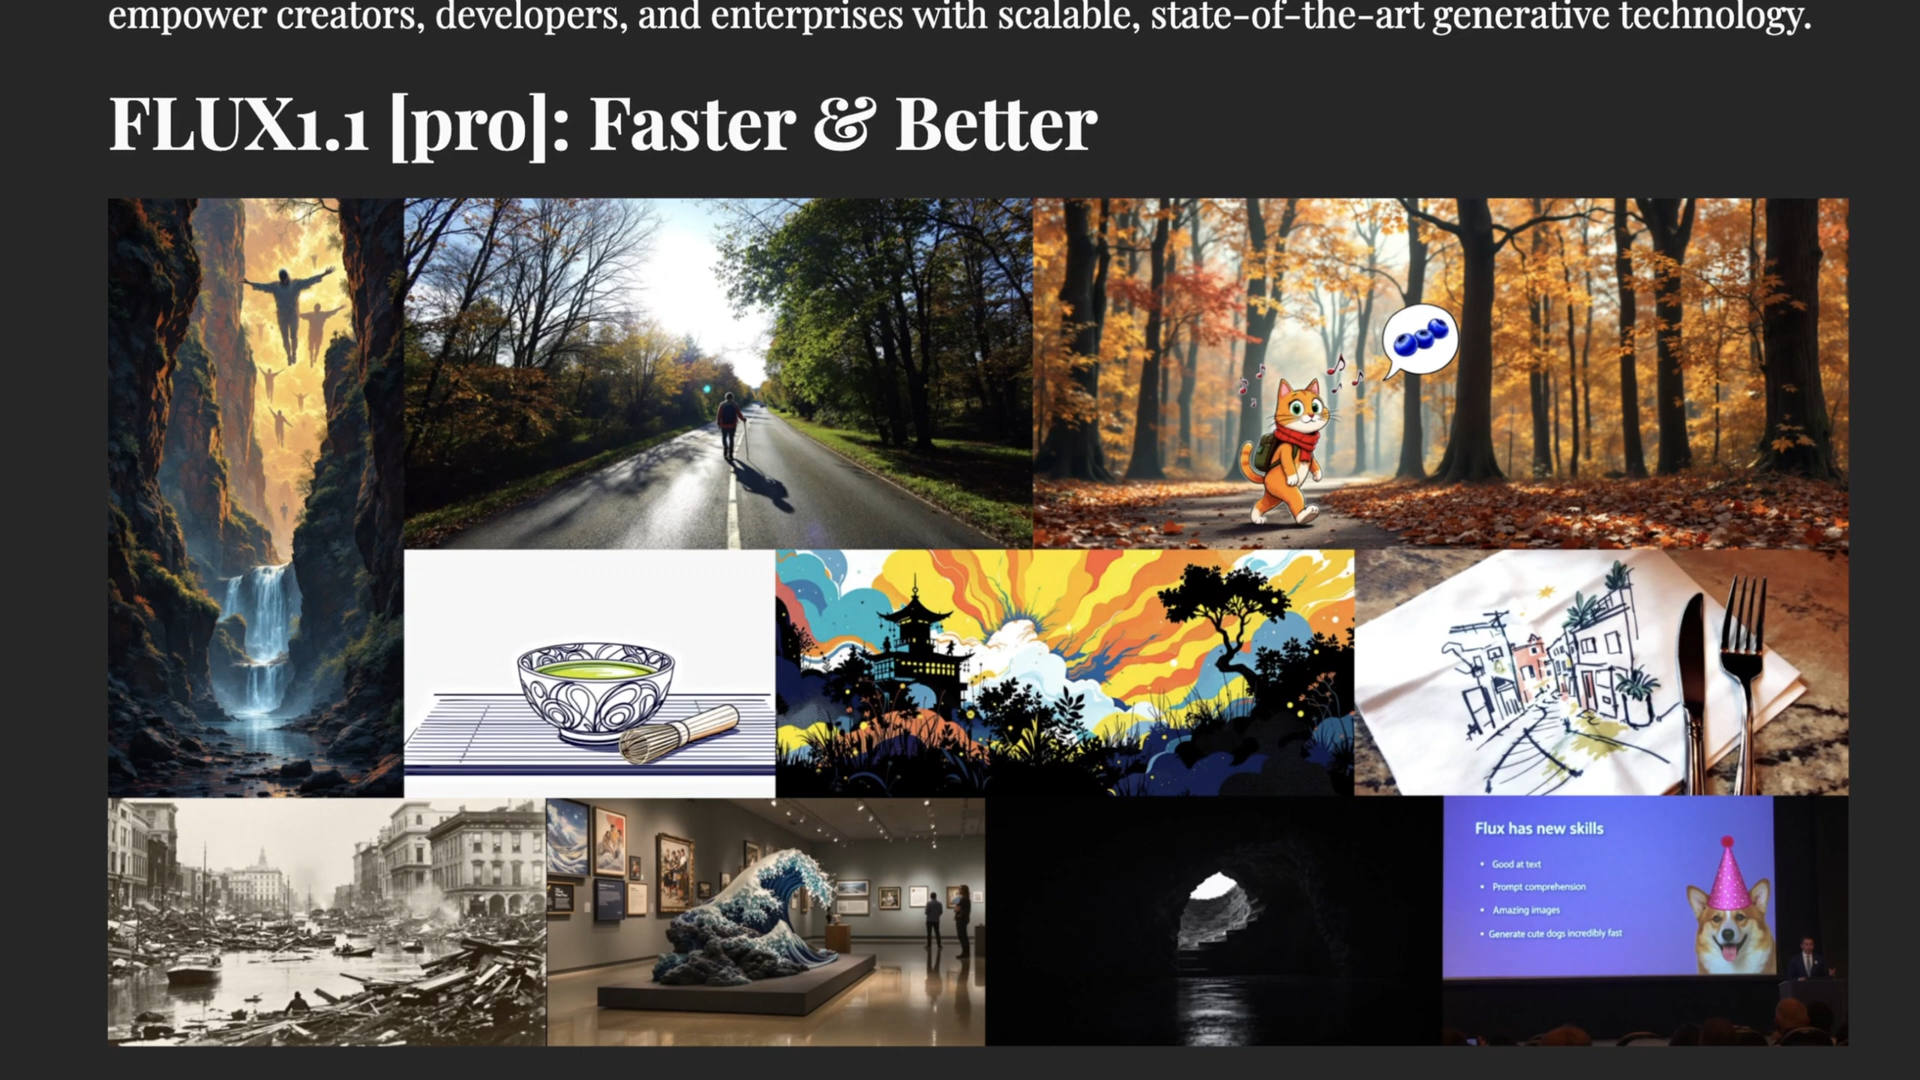 empower creators, developers, and enterprises with scalable, state-of-the-art generative technology.
FLUX1.1 [pro]: Faster & Better
Flux has new skills
• Good at text
• Prompt comprehension
• Amazing images
• Generate cute dogs incredibly fast